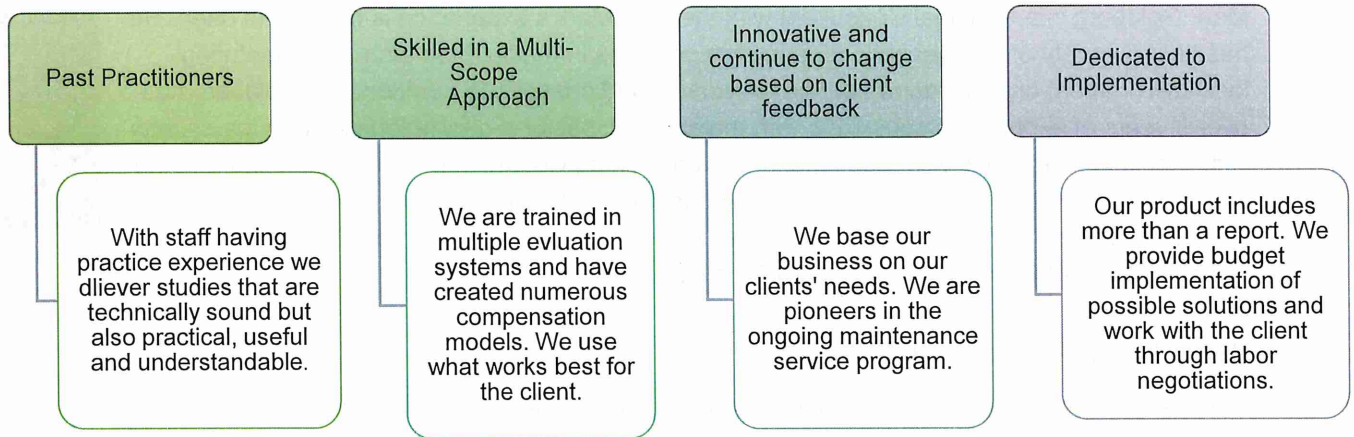 Past Practitioners
With staff having
practice experience we
dliever studies that are
technically sound but
also practical, useful
and understandable.
Skilled in a Multi-
Scope
Approach
We are trained in
multiple evluation
systems and have
created numerous
compensation
models. We use
what works best for
the client.
Innovative and
continue to change
based on client
feedback
We base our
business on our
clients' needs. We are
pioneers in the
ongoing maintenance
service program.
Dedicated to
Implementation
Our product includes
more than a report. We
provide budget
implementation of
possible solutions and
work with the client
through labor
negotiations.